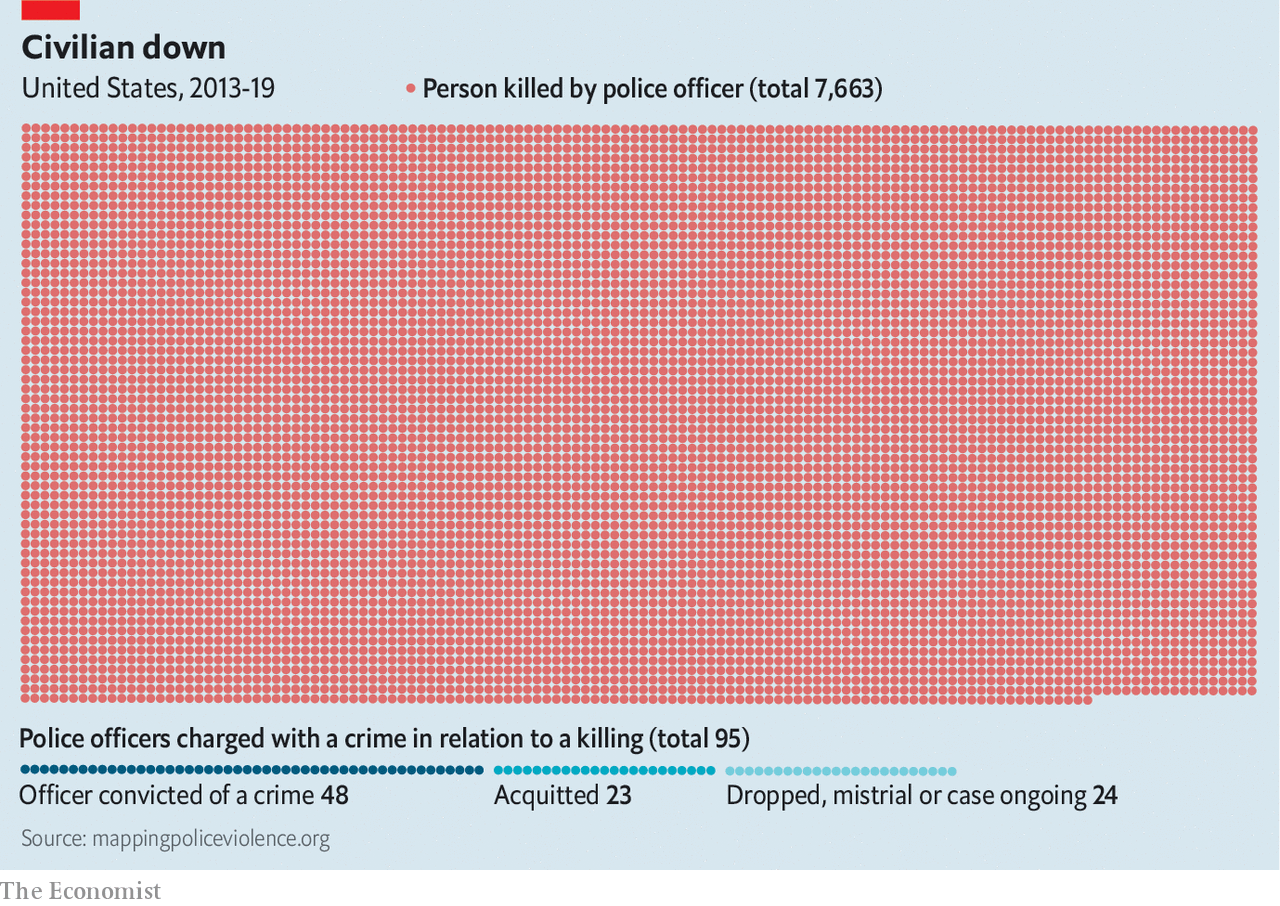 Civilian down
United States, 2013-19
Person killed by police officer (total 7,663)
Police officers charged with a crime in relation to a killing (total 95)
Officer convicted of a crime 48
Acquitted 23
Dropped, mistrial or case ongoing 24
Source: mappingpoliceviolence.org
The Economist